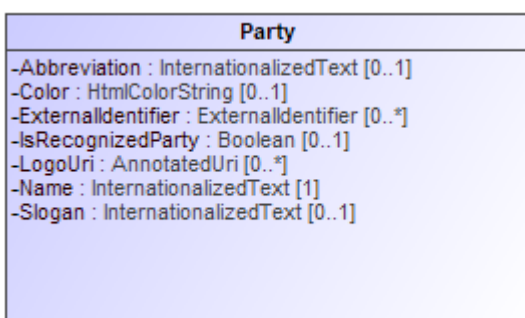 Party
-Abbreviation : InternationalizedText [0..1]
-Color : HtmlColorString [0..1]
-ExternalIdentifier : ExternalIdentifier [0..*]
-IsRecognizedParty : Boolean [0..1]
-LogoUri : AnnotatedUri [0..*]
-Name : InternationalizedText [1]
-Slogan : InternationalizedText [0..1]